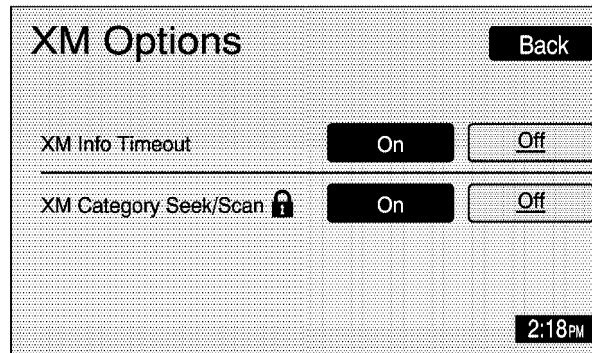 XM Options Back
XM Info Timeout On Off
XM Category Seek/Scan On Off
2:18PM